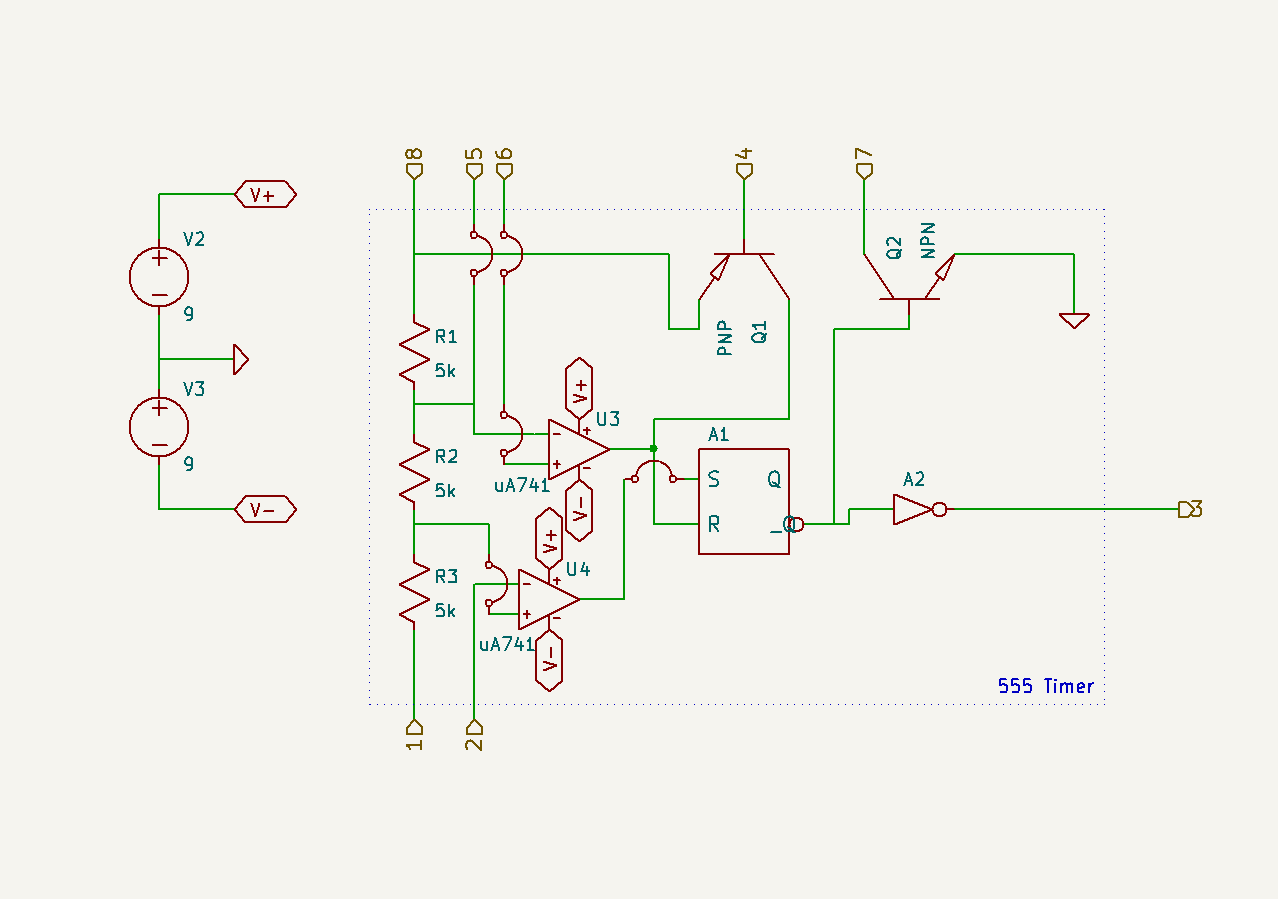 8
5
6
4
7
V+
V2
9
Q2
NPN
R1
5k
PNP
Q1
V3
9
V+
U3
-
+
uA741
V-
A1
S
Q
R
_Q
A2
3
R2
5k
V-
V+
U4
-
+
uA741
V-
R3
5k
555 Timer
1
2